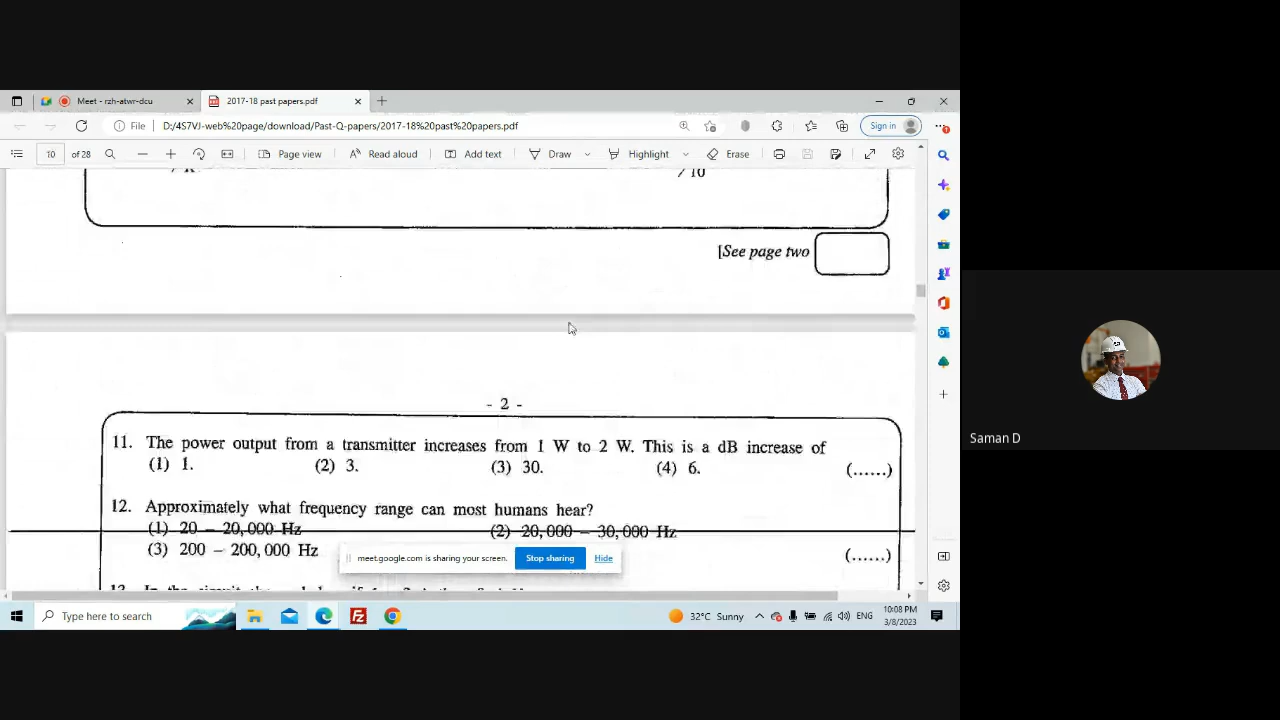 Meet - rzh-atwr-dcu
2017-18 past papers.pdf
File
D:/4S7VJ-web%20page/download/Past-Q-papers/2017-18%20past%20papers.pdf
Sign in
10 of 28
Page view
Read aloud
Add text
Draw
Highlight
Erase
/ 10
[See page two
- 2 -
11. The power output from a transmitter increases from 1 W to 2 W. This is a dB increase of
(1) 1. (2) 3. (3) 30. (4) 6. (......)
12. Approximately what frequency range can most humans hear?
(1) 20 – 20,000 Hz (2) 20,000 – 30,000 Hz
(3) 200 – 200,000 Hz (......)
meet.google.com is sharing your screen.
Stop sharing
Hide
Type here to search
32°C Sunny
ENG
10:08 PM
3/8/2023
Saman D